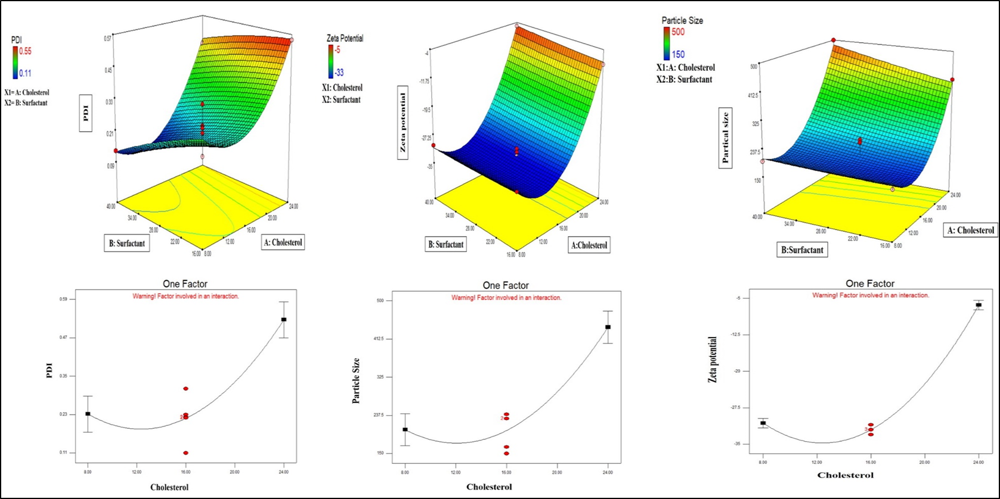 PDI
0.55
0.11
X1= A: Cholesterol
X2= B: Surfactant
PDI
0.57
0.45
0.33
0.21
0.09
40.00
34.00
28.00
22.00
16.00
8.00
12.00
16.00
20.00
24.00
B: Surfactant
A: Cholesterol
Zeta Potential
-5
-33
X1: Cholesterol
X2: Surfactant
Zeta potential
-4
-11.75
-19.5
-27.25
-35
40.00
34.00
28.00
22.00
16.00
8.00
12.00
16.00
20.00
24.00
B: Surfactant
A:Cholesterol
Particle Size
500
150
X1:A: Cholesterol
X2:B: Surfactant
Partical size
500
412.5
325
237.5
150
40.00
34.00
28.00
22.00
16.00
8.00
12.00
16.00
20.00
24.00
B:Surfactant
A: Cholesterol
One Factor
Warning! Factor involved in an interaction.
PDI
0.59
0.47
0.35
0.23
0.11
2
8.00
12.00
16.00
20.00
24.00
Cholesterol
One Factor
Warning! Factor involved in an interaction.
Particle Size
500
412.5
325
237.5
150
2
8.00
12.00
16.00
20.00
24.00
Cholesterol
One Factor
Warning! Factor involved in an interaction.
Zeta potential
-5
-12.5
-20
-27.5
-35
3
8.00
12.00
16.00
20.00
24.00
Cholesterol